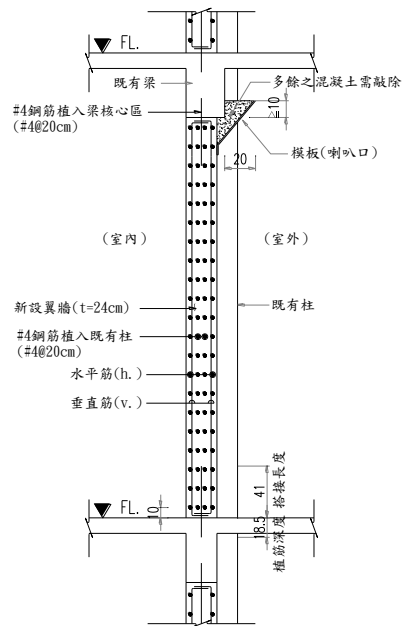 FL.
既有梁
多餘之混凝土需敲除
#4鋼筋植入梁核心區
(#4@20cm)
>=10
模板(喇叭口)
20
(室內)
(室外)
新設翼牆(t=24cm)
既有柱
#4鋼筋植入既有柱
(#4@20cm)
水平筋(h.)
垂直筋(v.)
41
搭接長度
10
FL.
18.5
植筋深度